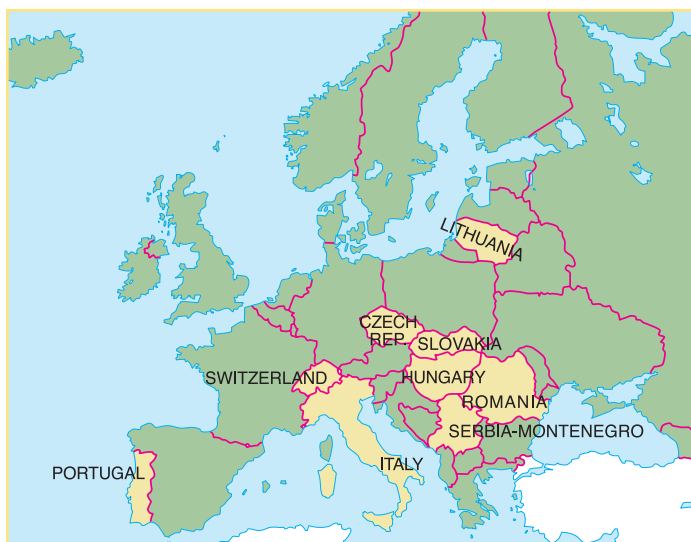 LITHUANIA
CZECH
REP.
SLOVAKIA
SWITZERLAND
HUNGARY
ROMANIA
SERBIA-MONTENEGRO
ITALY
PORTUGAL